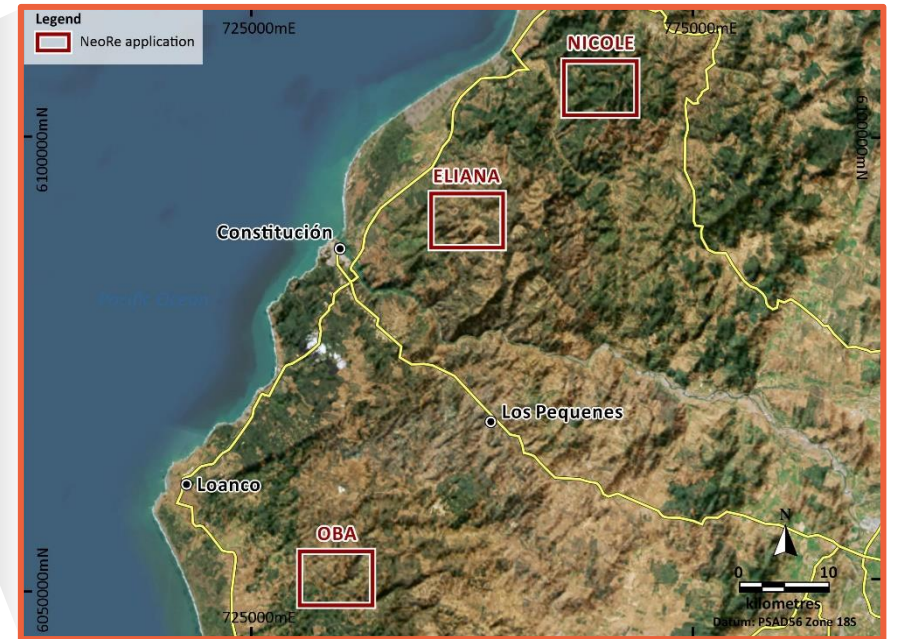 Legend
NeoRe application
725000mE
775000mE
NICOLE
6100000mN
6100000mN
ELIANA
Constitución
Los Pequenes
Loanco
OBA
6050000mN
725000mE
N
0 10
kilometres
Datum: PSAD56 Zone 18S